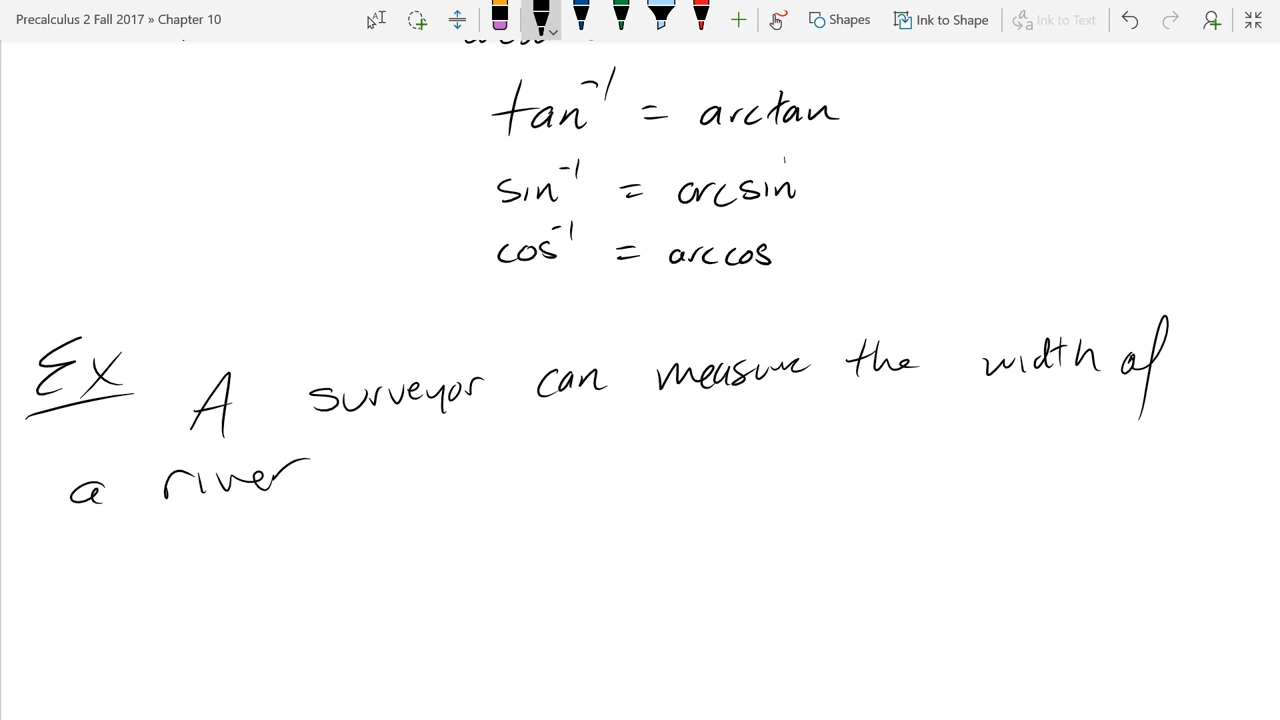 Precalculus 2 Fall 2017 » Chapter 10
Shapes
Ink to Shape
Ink to Text
tan⁻¹ = arctan
sin⁻¹ = arcsin
cos⁻¹ = arccos
Ex A surveyor can measure the width of
a river